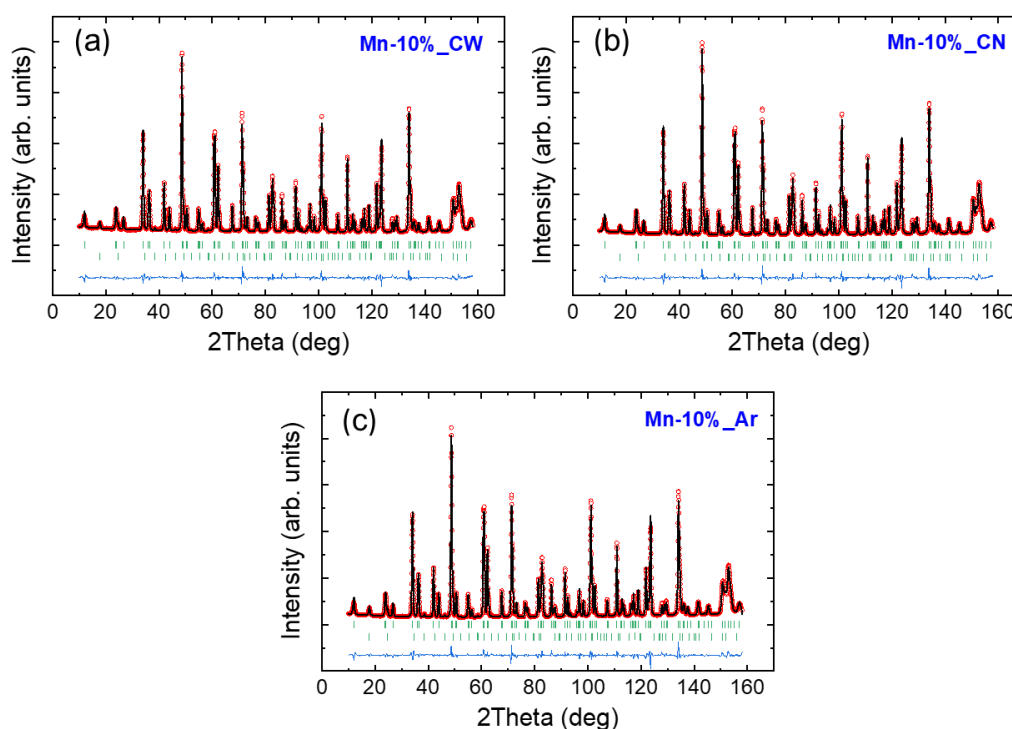 (a)
Mn-10%_CW
Intensity (arb. units)
0 20 40 60 80 100 120 140 160
2Theta (deg)
(b)
Mn-10%_CN
Intensity (arb. units)
0 20 40 60 80 100 120 140 160
2Theta (deg)
(c)
Mn-10%_Ar
Intensity (arb. units)
0 20 40 60 80 100 120 140 160
2Theta (deg)